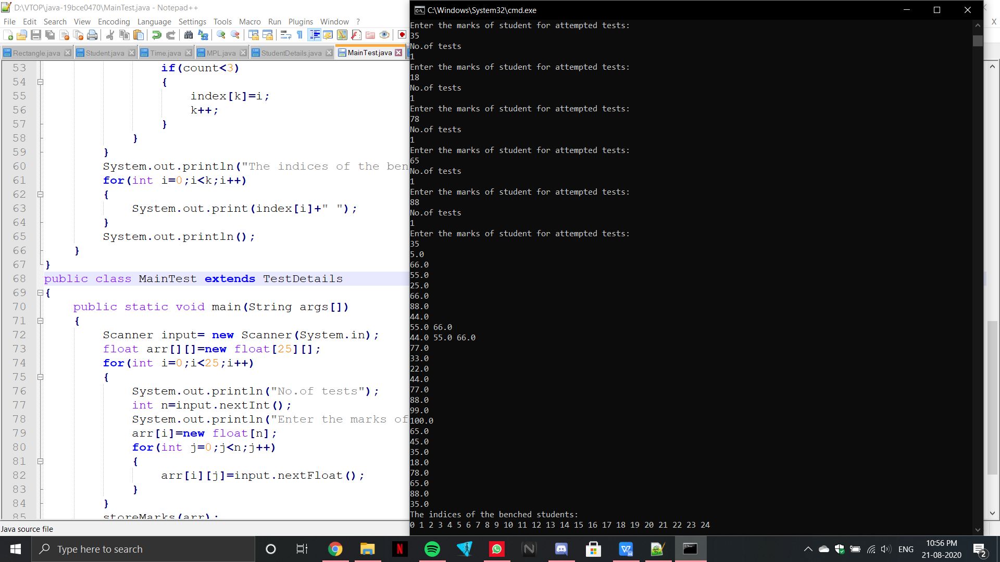 D:\VTOP\java-19bce0470\MainTest.java - Notepad++
File Edit Search View Encoding Language Settings Tools Macro Run Plugins Window ?
X
Rectangle.java Student.java Time.java MPL.java StudentDetails.java MainTest.java
53 if(count<3)
54 {
55 index[k]=i;
56 k++;
57 }
58 }
59 }
60 System.out.println("The indices of the ben
61 for(int i=0;i<k;i++)
62 {
63 System.out.print(index[i]+" ");
64 }
65 System.out.println();
66 }
67 }
68 public class MainTest extends TestDetails
69 {
70 public static void main(String args[])
71 {
72 Scanner input= new Scanner(System.in);
73 float arr[][]=new float[25][];
74 for(int i=0;i<25;i++)
75 {
76 System.out.println("No.of tests");
77 int n=input.nextInt();
78 System.out.println("Enter the marks of
79 arr[i]=new float[n];
80 for(int j=0;j<n;j++)
81 {
82 arr[i][j]=input.nextFloat();
83 }
84 }
85 storeMarks(arr);
Java source file
C:\Windows\System32\cmd.exe
Enter the marks of student for attempted tests:
35
No.of tests
1
Enter the marks of student for attempted tests:
18
No.of tests
1
Enter the marks of student for attempted tests:
78
No.of tests
1
Enter the marks of student for attempted tests:
65
No.of tests
1
Enter the marks of student for attempted tests:
88
No.of tests
1
Enter the marks of student for attempted tests:
35
5.0
66.0
55.0
25.0
66.0
88.0
44.0
55.0 66.0
44.0 55.0 66.0
77.0
33.0
22.0
44.0
77.0
88.0
99.0
100.0
65.0
45.0
35.0
18.0
78.0
65.0
88.0
35.0
The indices of the benched students:
0 1 2 3 4 5 6 7 8 9 10 11 12 13 14 15 16 17 18 19 20 21 22 23 24
Type here to search
ENG
10:56 PM
21-08-2020
2